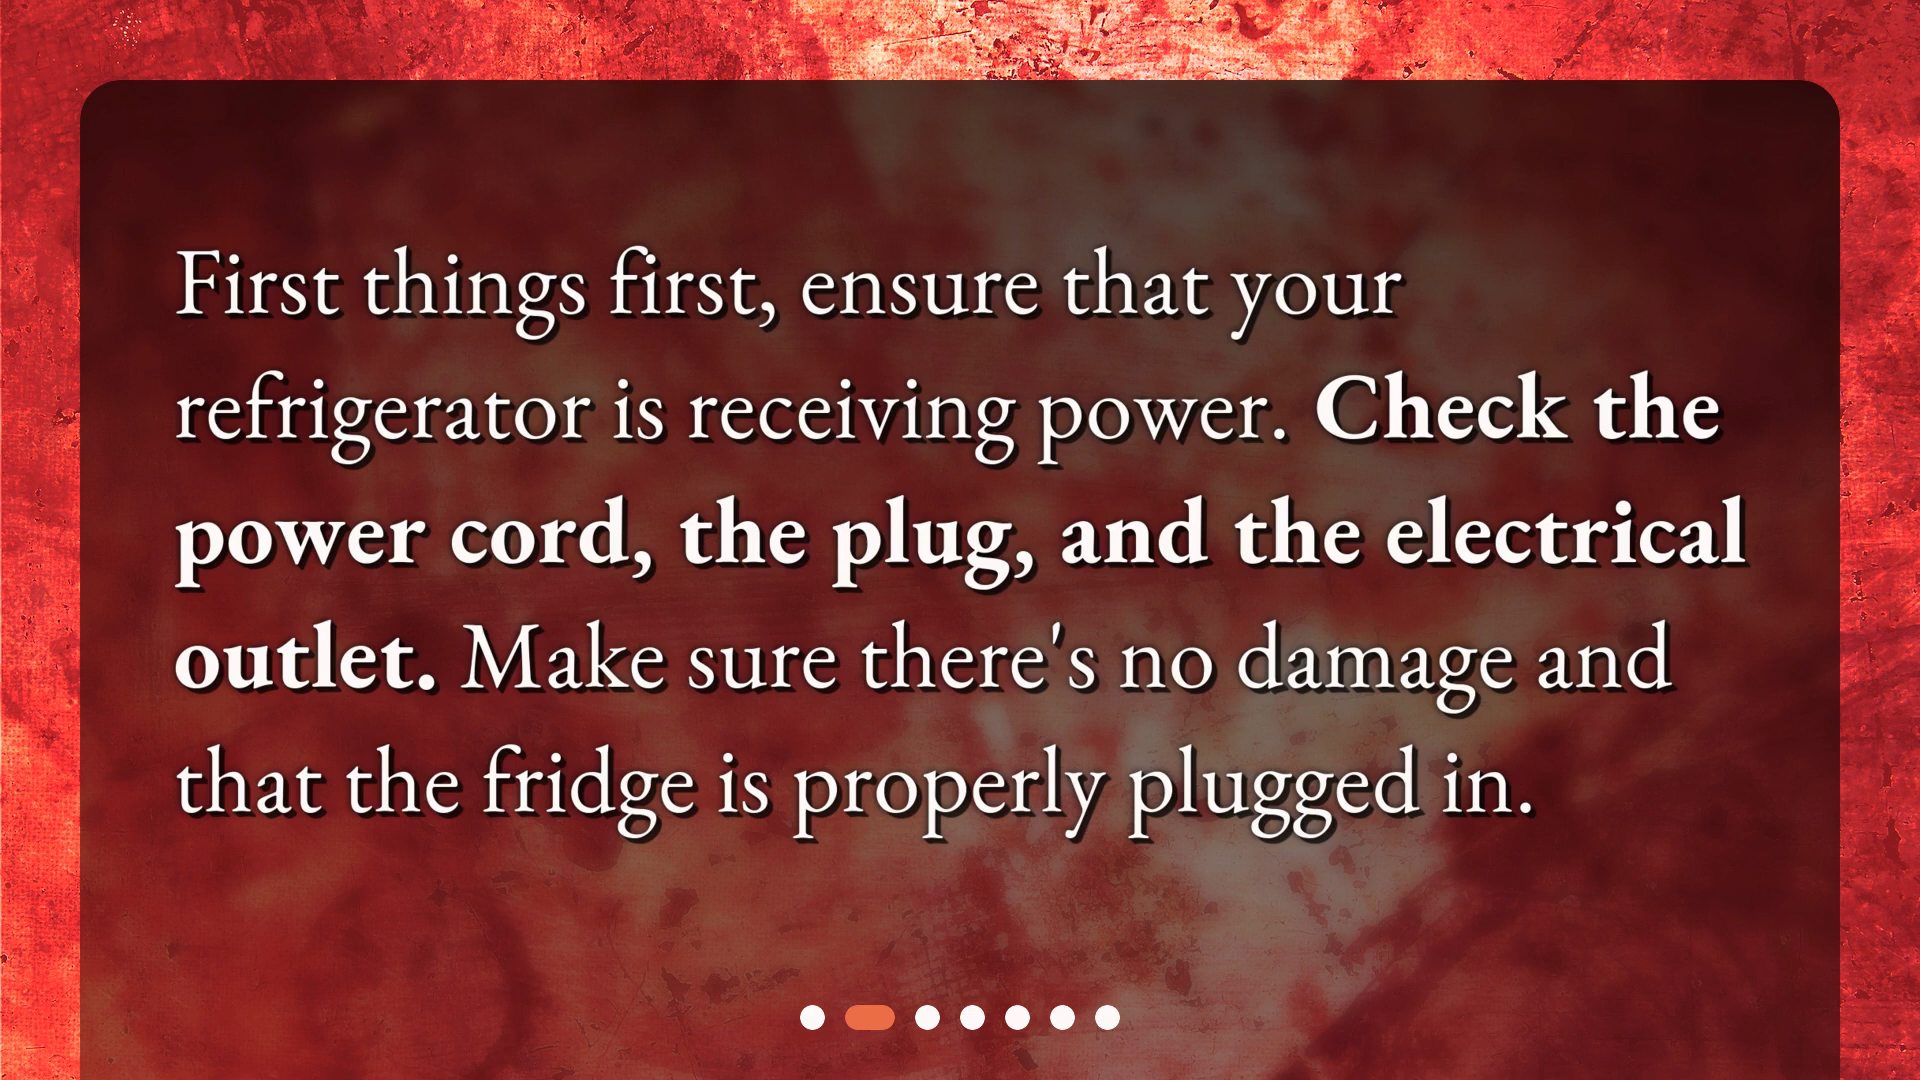 First things first, ensure that your
refrigerator is receiving power. Check the
power cord, the plug, and the electrical
outlet. Make sure there's no damage and
that the fridge is properly plugged in.